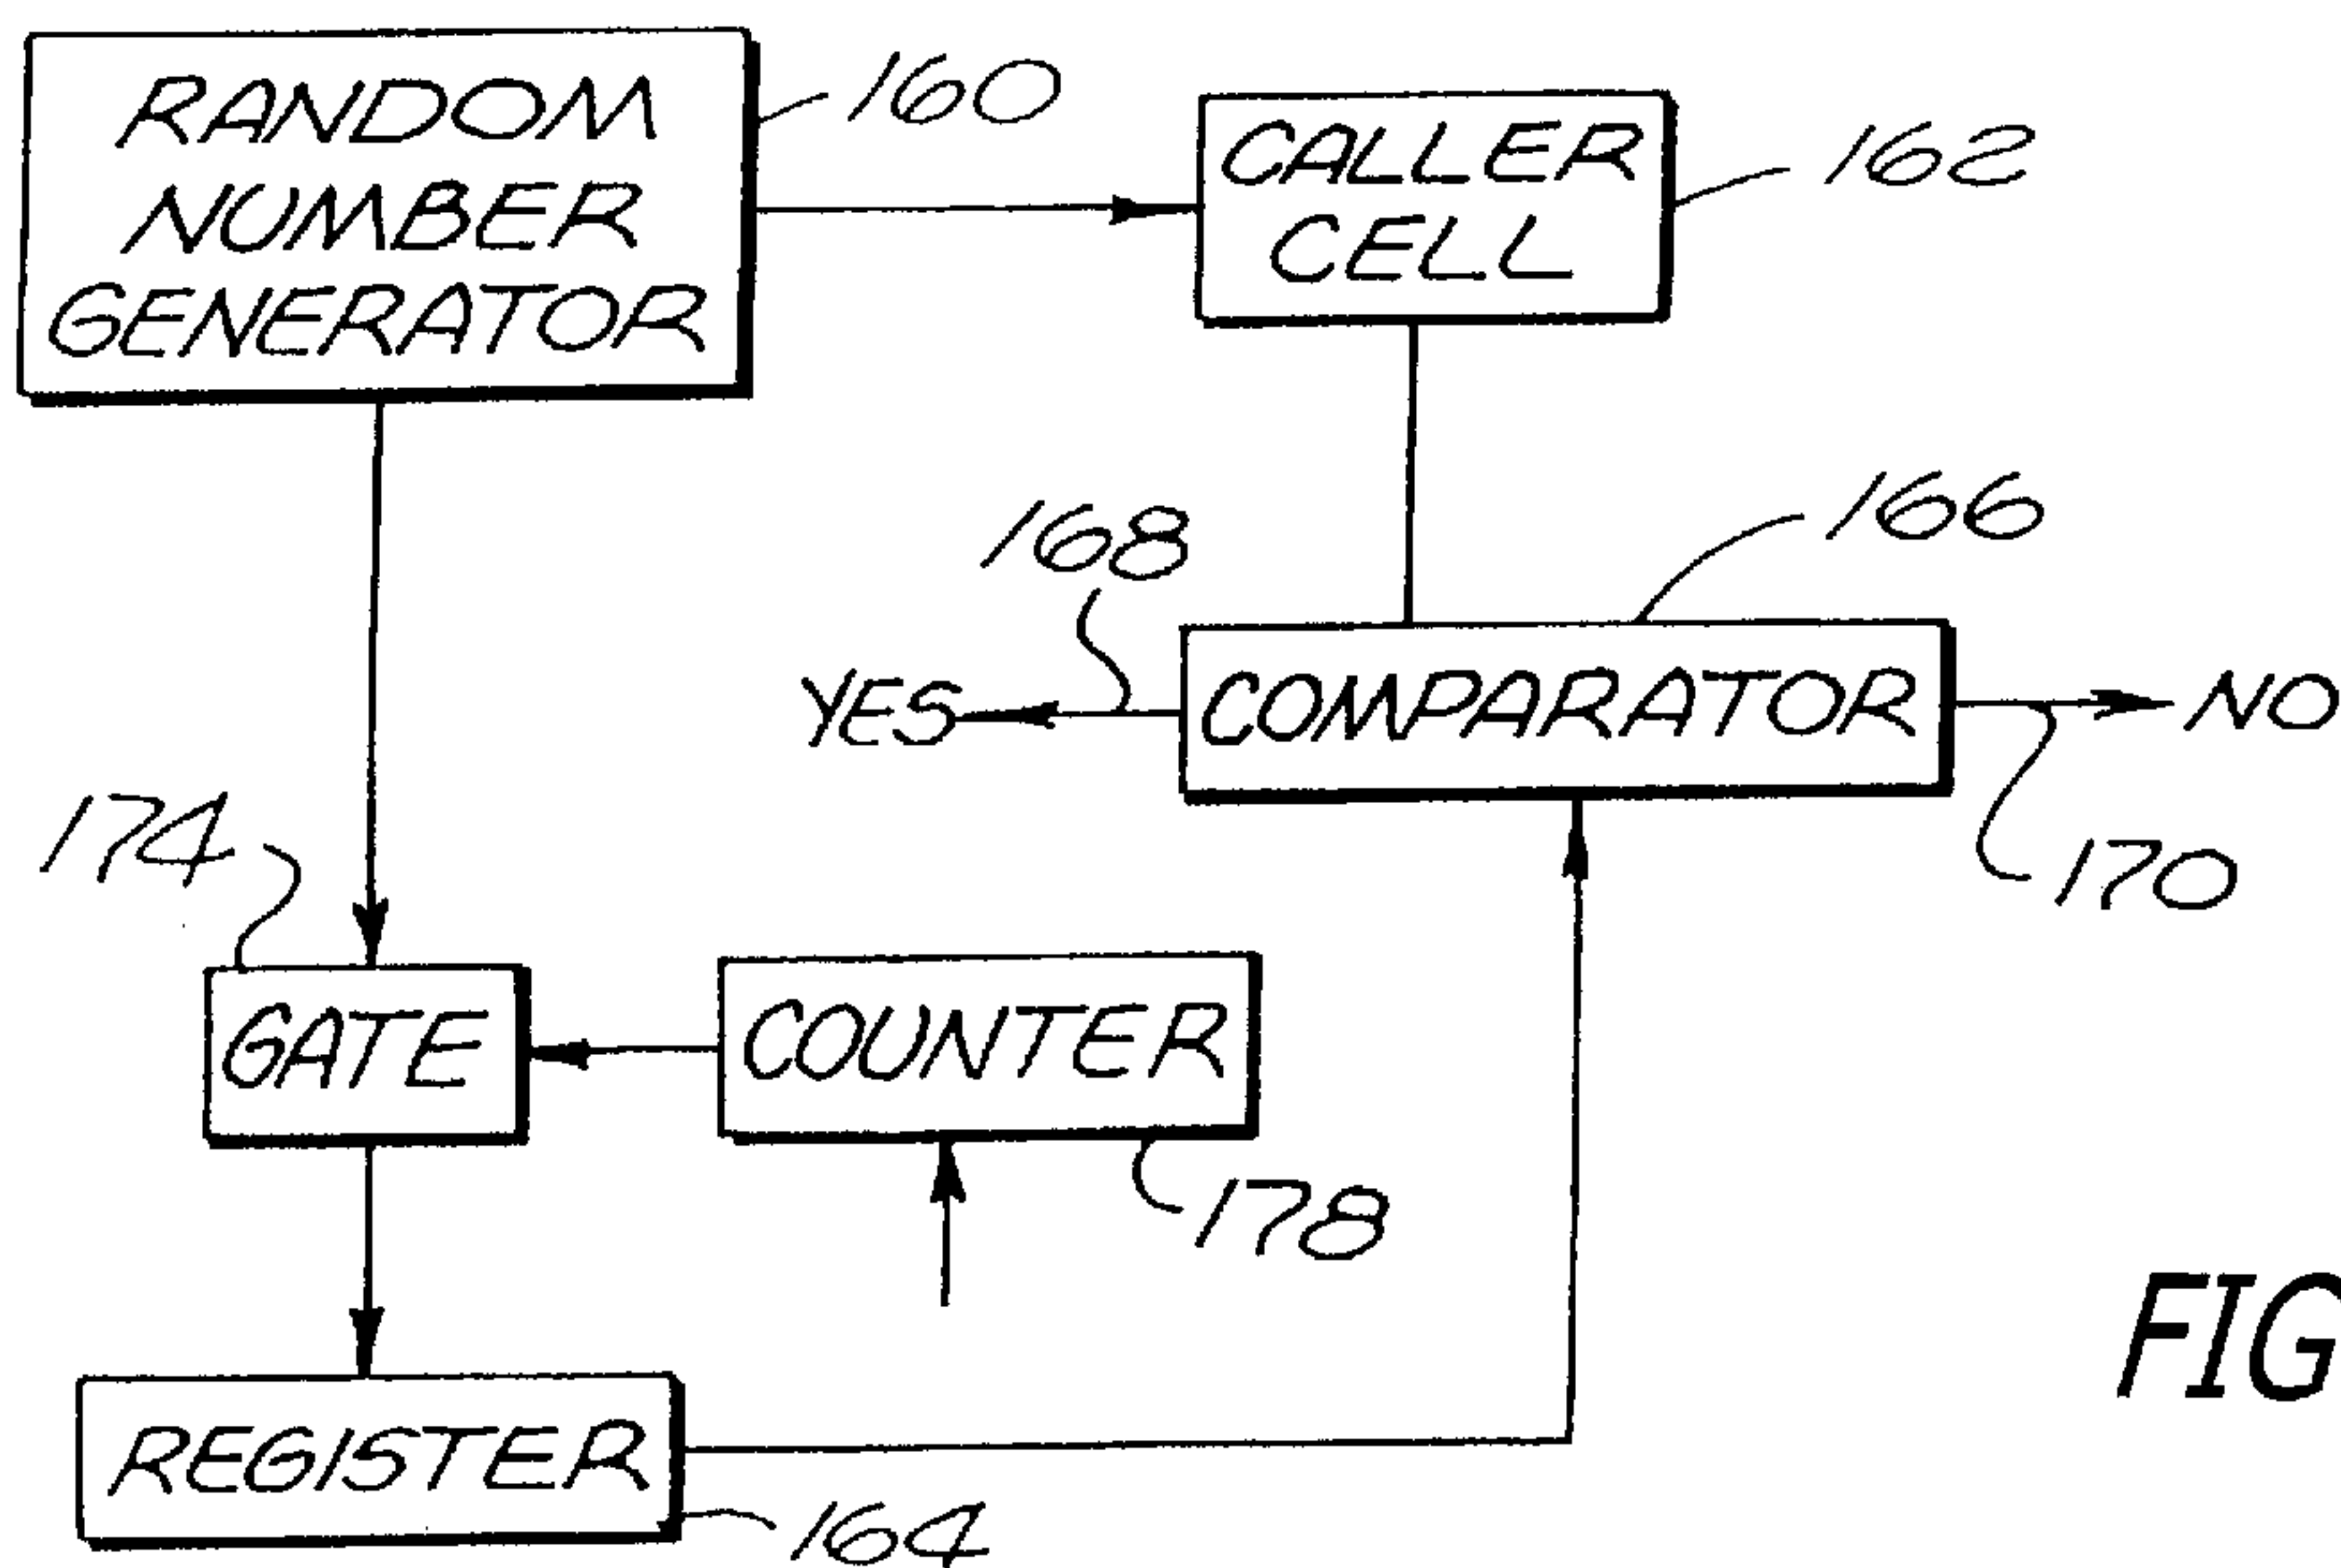 RANDOM
NUMBER
GENERATOR
160
CALLER
CELL
162
168
166
YES
COMPARATOR
NO
174
170
GATE
COUNTER
178
FIG
REGISTER
164